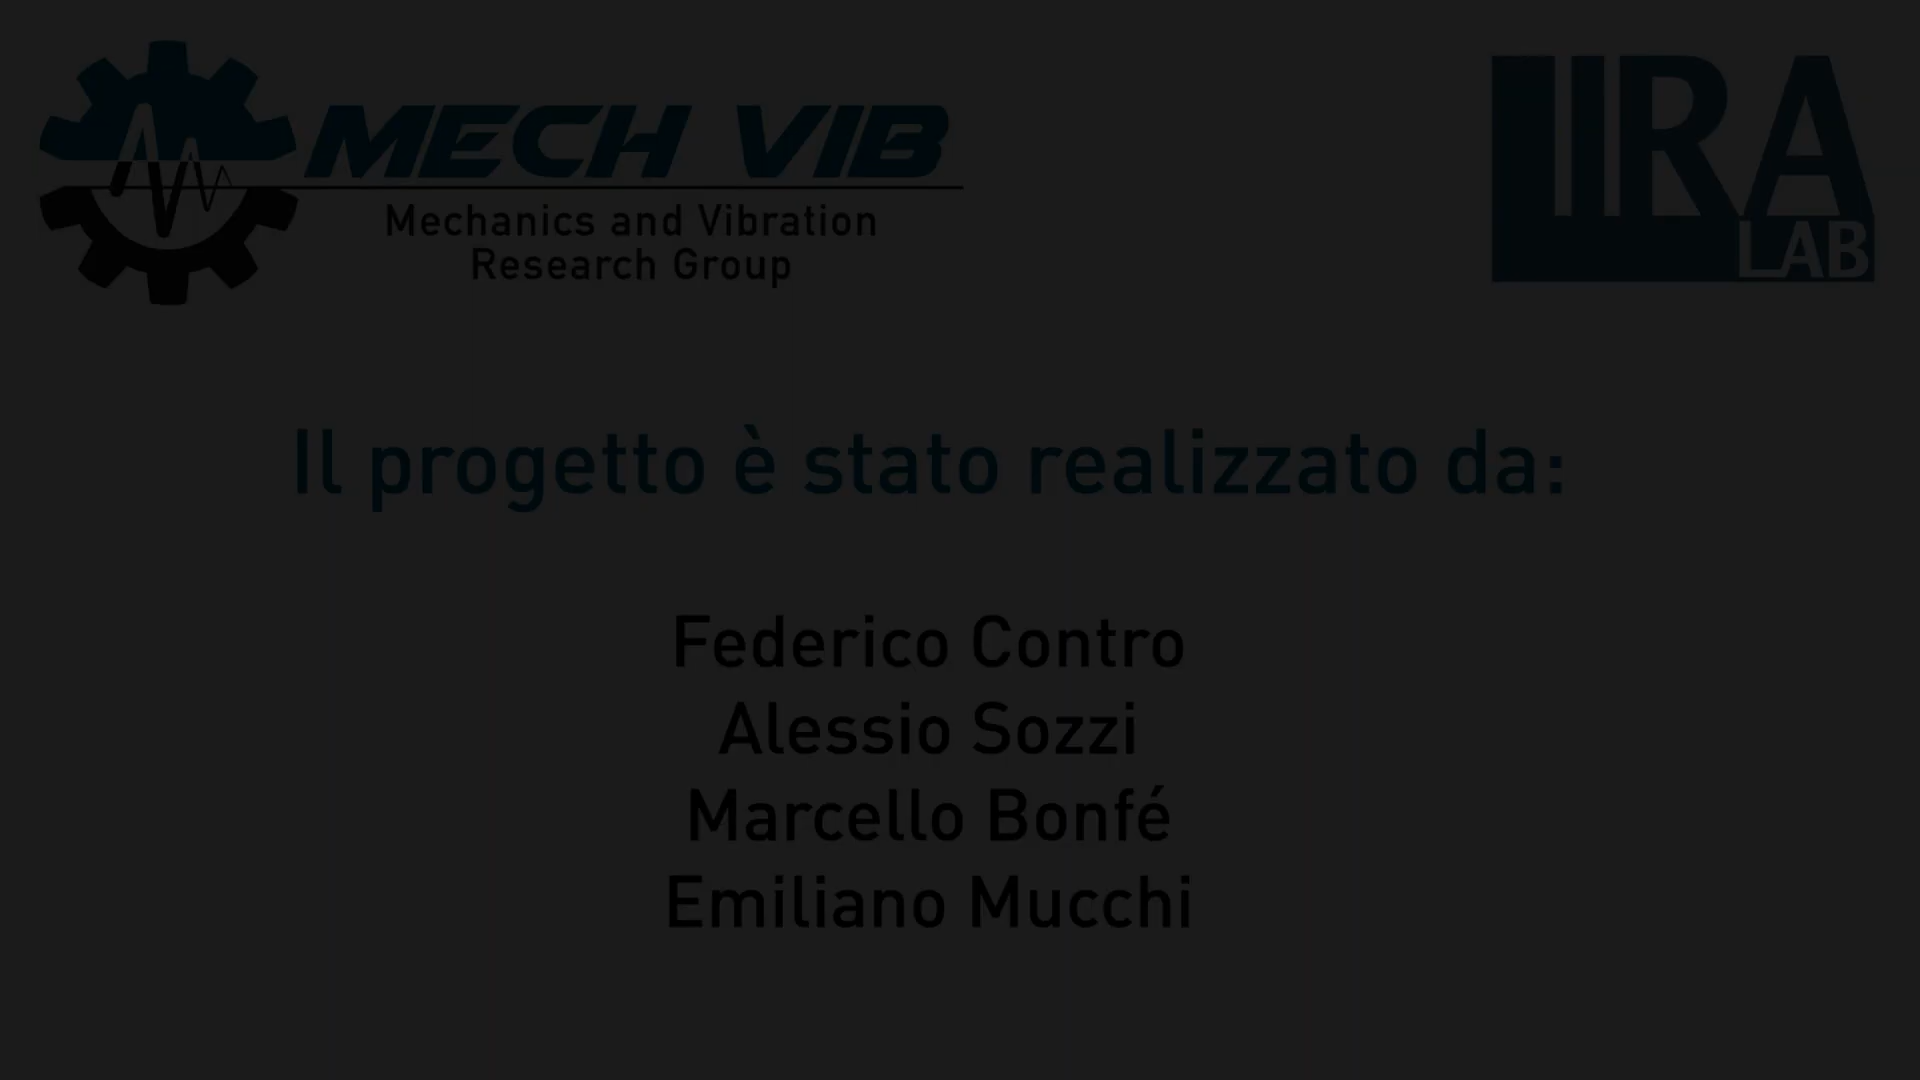 MECH VIB
Mechanics and Vibration
Research Group
LIRA
LAB
Il progetto è stato realizzato da:
Federico Contro
Alessio Sozzi
Marcello Bonfé
Emiliano Mucchi